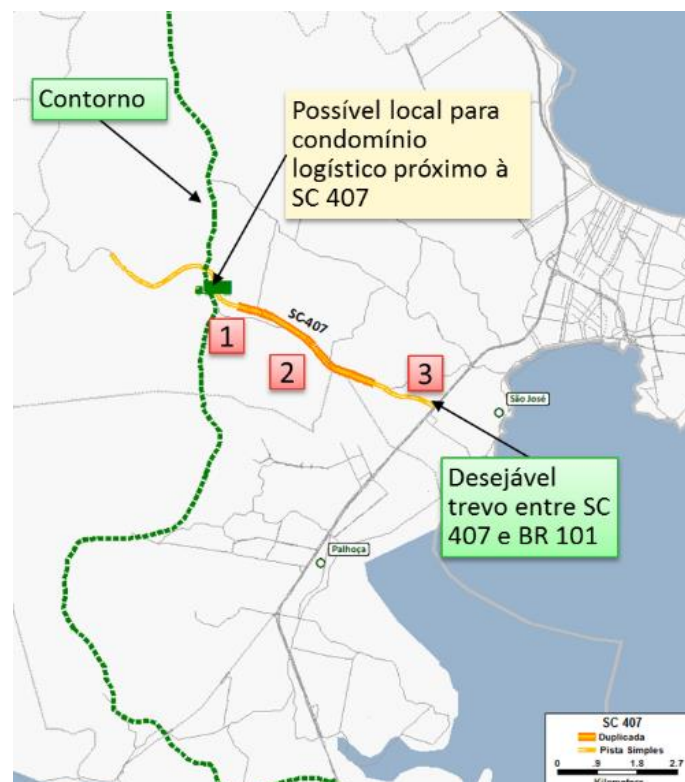 Contorno
Possível local para
condomínio
logístico próximo à
SC 407
SC-407
1
2
3
São José
Desejável
trevo entre SC
407 e BR 101
Palhoça
SC 407
Duplicada
Pista Simples
0 .9 1.8 2.7
Kilometers